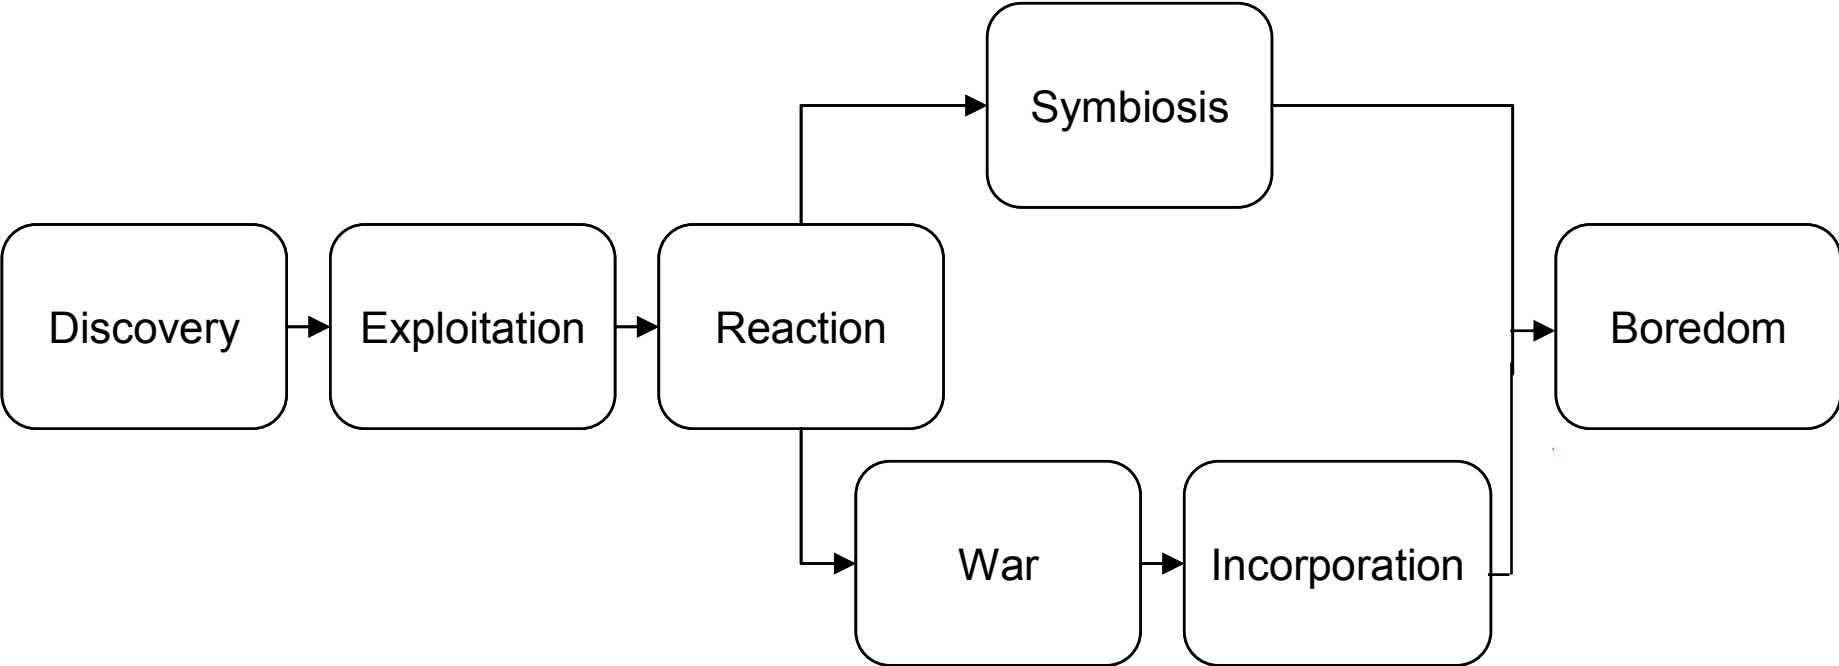 Symbiosis
Discovery
Exploitation
Reaction
Boredom
War
Incorporation